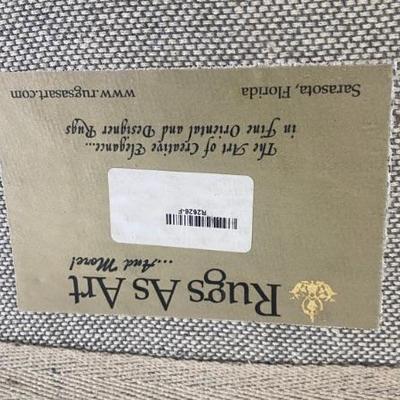 Rugs As Art
...And More!
R2626-F
The Art of Creative Elegance...
in Fine Oriental and Designer Rugs
Sarasota, Florida
www.rugsasart.com